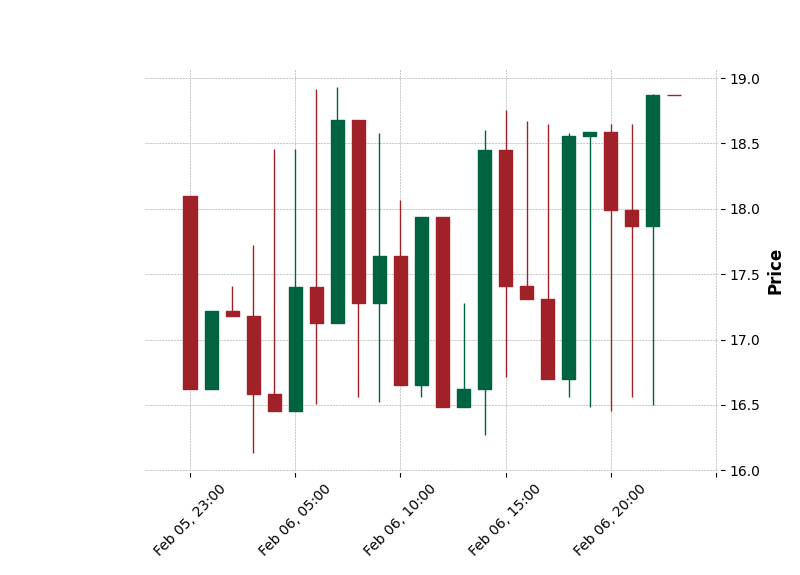 19.0
18.5
18.0
17.5
17.0
16.5
16.0
Price
Feb 05, 23:00
Feb 06, 05:00
Feb 06, 10:00
Feb 06, 15:00
Feb 06, 20:00